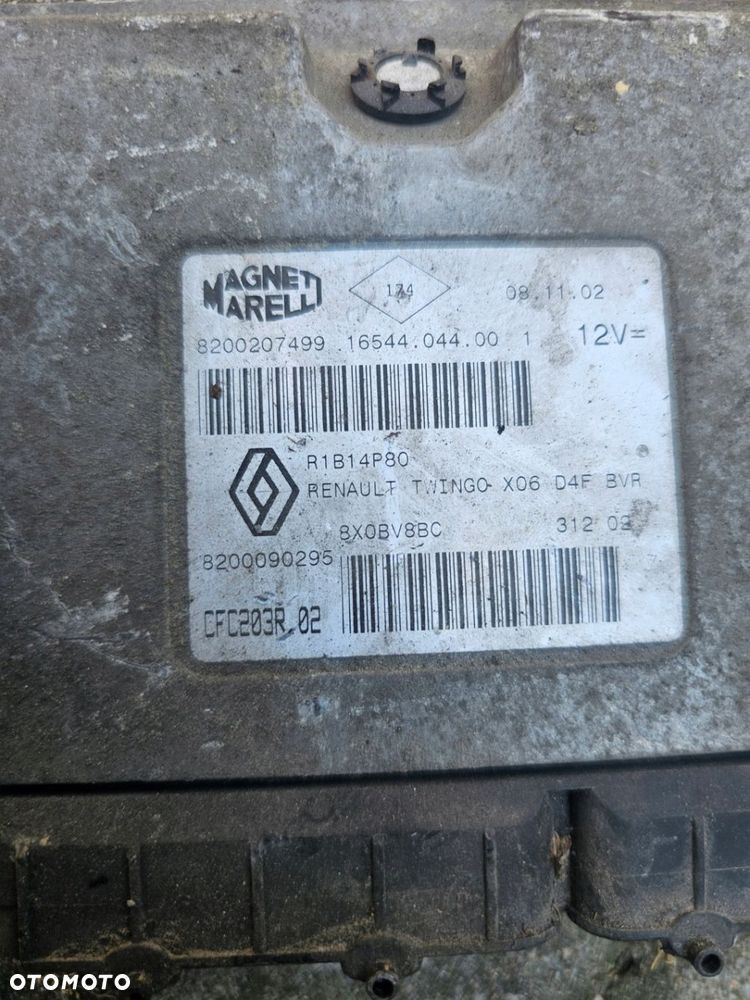 MAGNETI MARELLI 174 08.11.02
8200207499 16544.044.00 1 12V=
R1B14P80
RENAULT TWINGO X06 D4F BVR
8X0BV8BC 312
8200090295
CFC203R 02
OTOMOTO